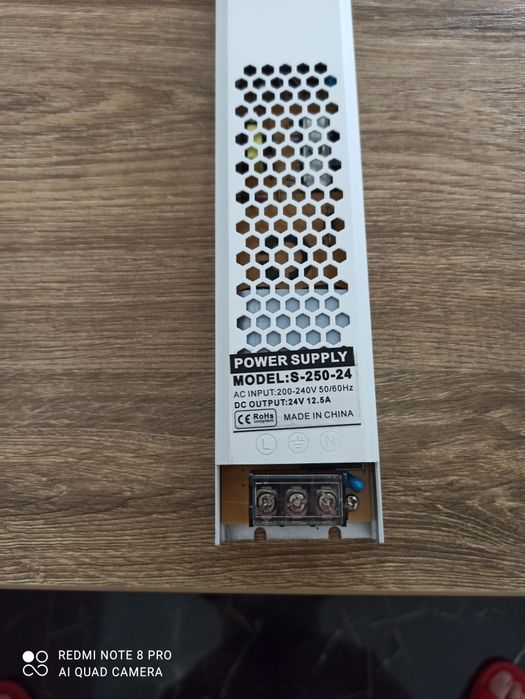 POWER SUPPLY
MODEL:S-250-24
AC INPUT:200-240V 50/60Hz
DC OUTPUT:24V 12.5A
CE RoHS compliant MADE IN CHINA
L N
REDMI NOTE 8 PRO
AI QUAD CAMERA